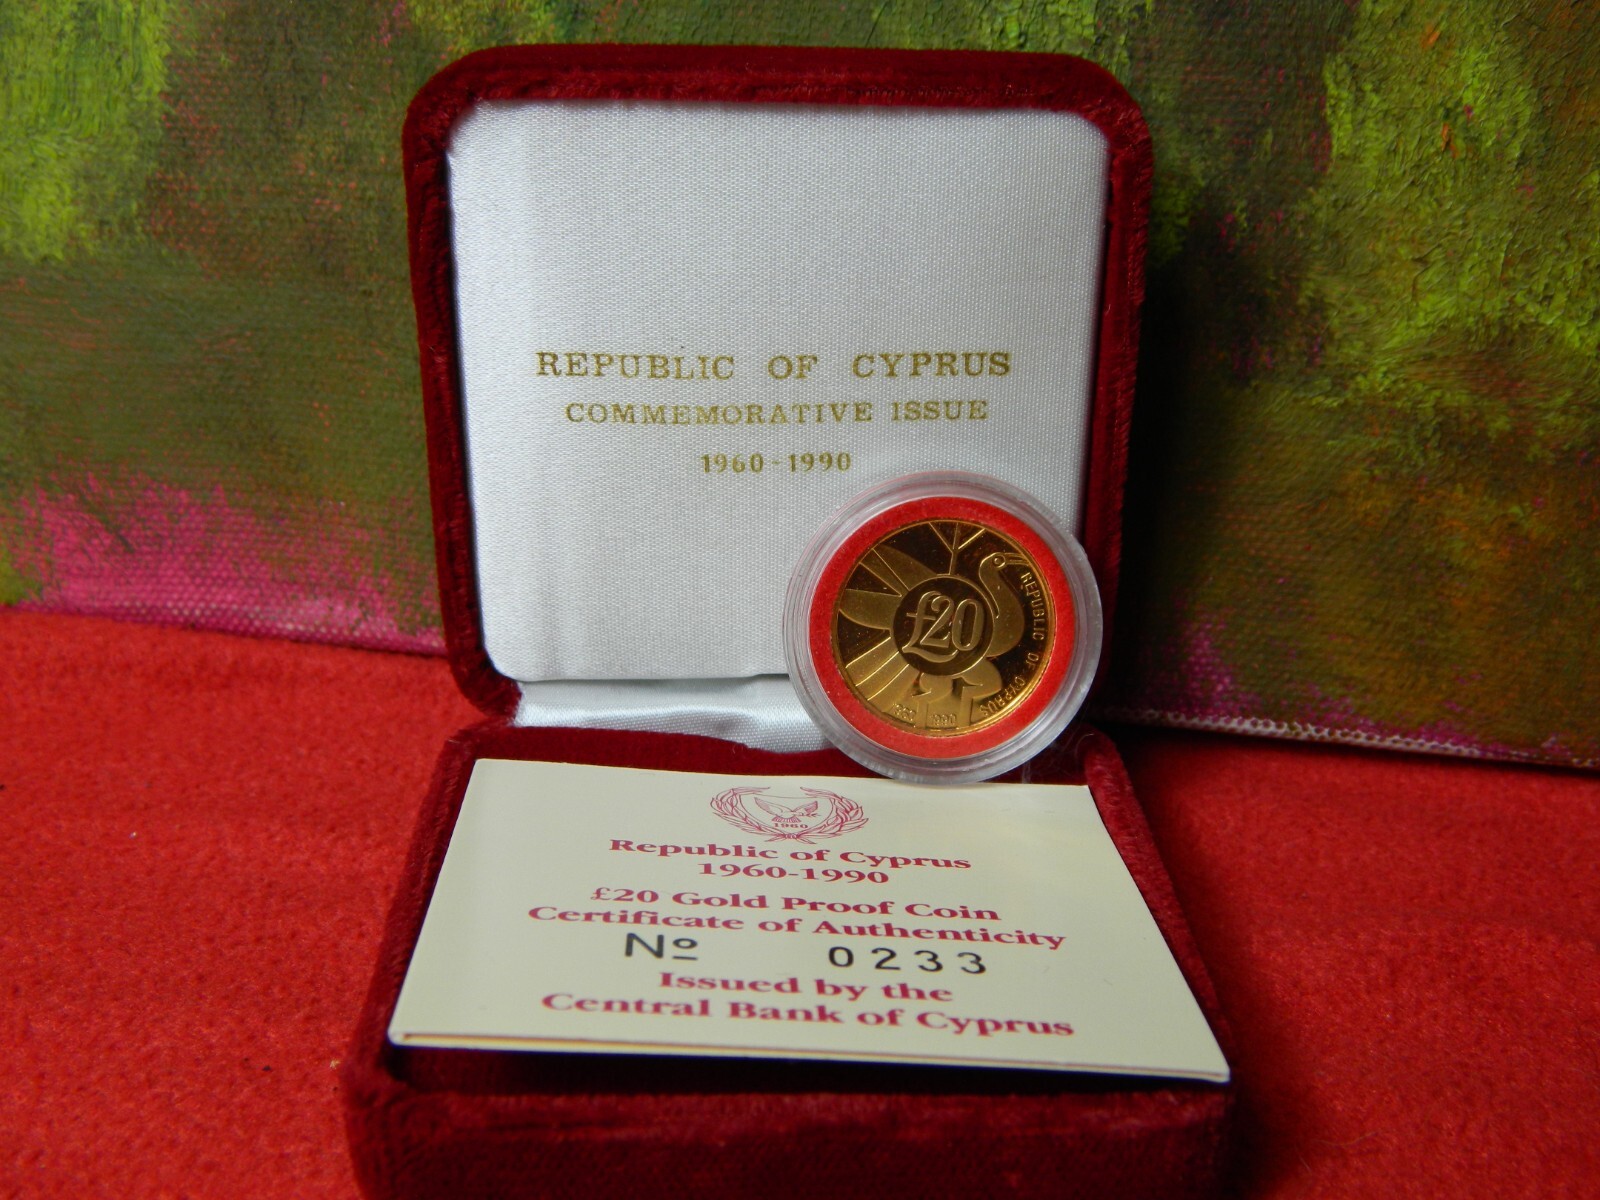 REPUBLIC OF CYPRUS
COMMEMORATIVE ISSUE
1960-1990
£20
REPUBLIC OF CYPRUS
1990
1960
Republic of Cyprus
1960-1990
£20 Gold Proof Coin
Certificate of Authenticity
No 0233
Issued by the
Central Bank of Cyprus